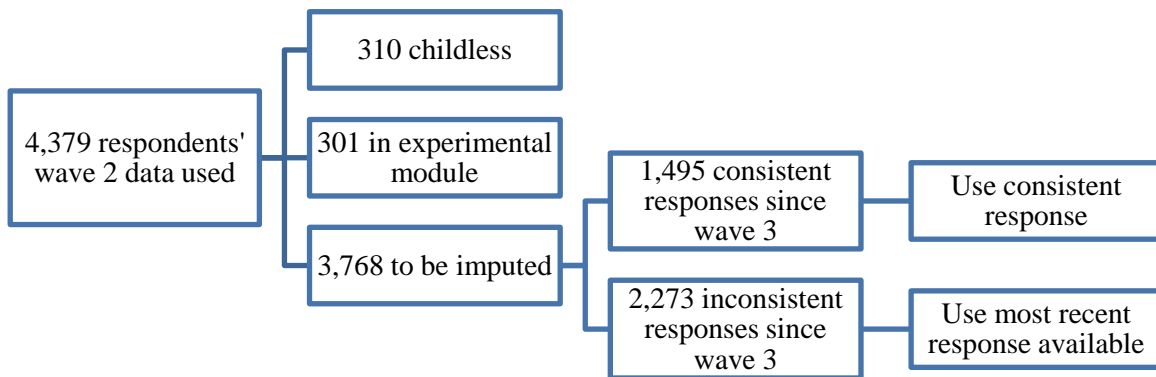 4,379 respondents'
wave 2 data used
310 childless
301 in experimental
module
3,768 to be imputed
1,495 consistent
responses since
wave 3
Use consistent
response
2,273 inconsistent
responses since
wave 3
Use most recent
response available